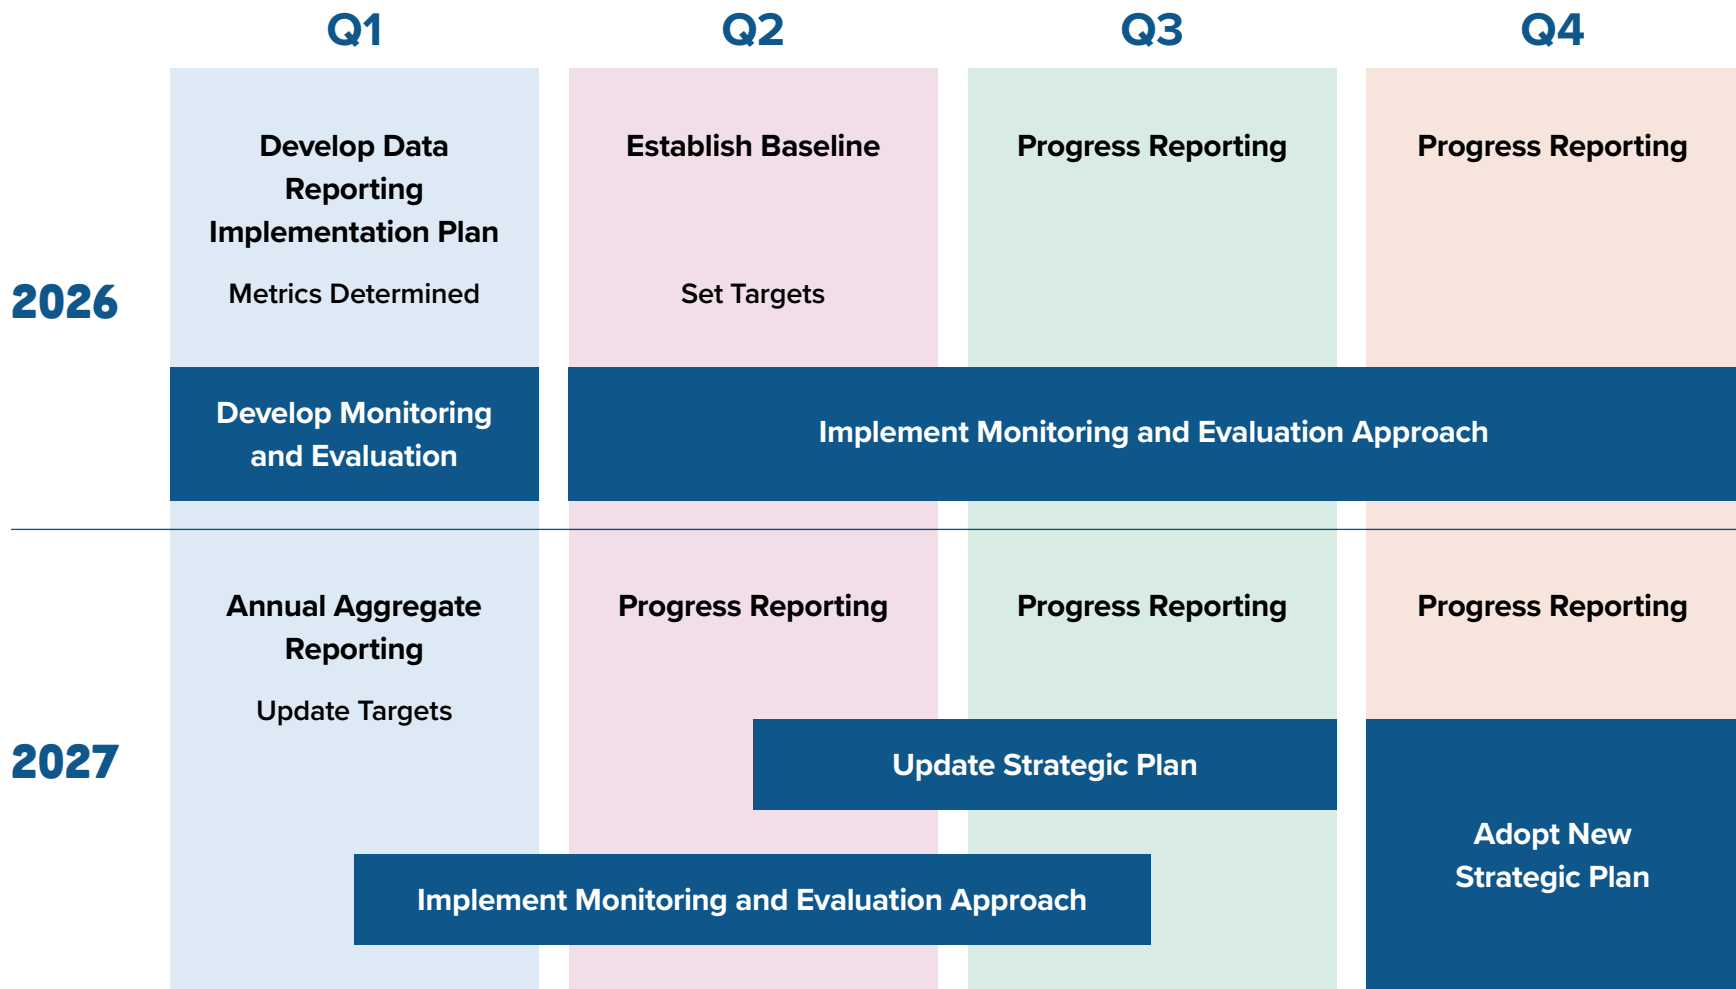 Q1
Q2
Q3
Q4
2026
Develop Data
Reporting
Implementation Plan
Metrics Determined
Establish Baseline
Set Targets
Progress Reporting
Progress Reporting
Develop Monitoring
and Evaluation
Implement Monitoring and Evaluation Approach
2027
Annual Aggregate
Reporting
Update Targets
Progress Reporting
Progress Reporting
Progress Reporting
Update Strategic Plan
Implement Monitoring and Evaluation Approach
Adopt New
Strategic Plan